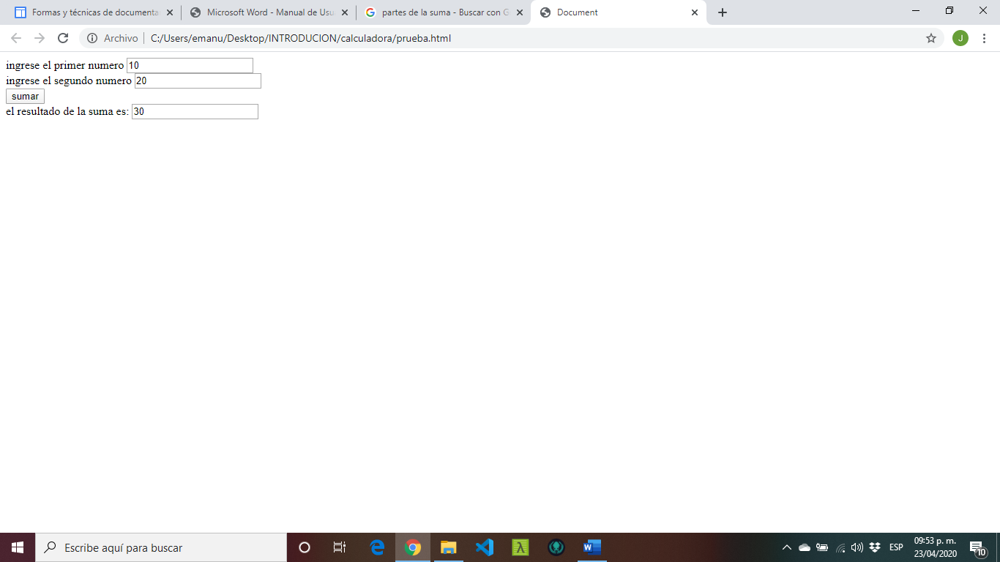 Formas y técnicas de documenta
Microsoft Word - Manual de Usu
partes de la suma - Buscar con G
Document
Archivo
C:/Users/emanu/Desktop/INTRODUCION/calculadora/prueba.html
J
ingrese el primer numero 10
ingrese el segundo numero 20
sumar
el resultado de la suma es: 30
Escribe aquí para buscar
ESP
09:53 p. m.
23/04/2020
10